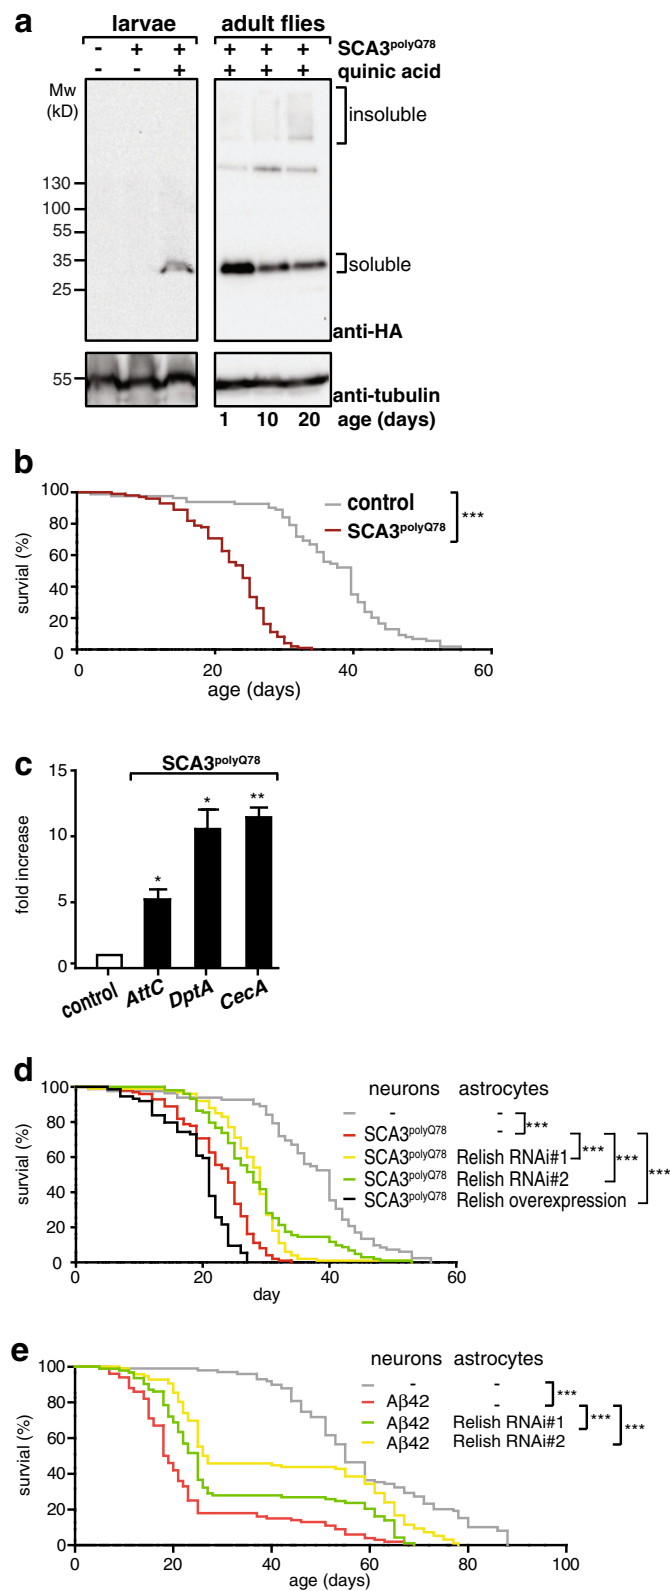 a
larvae adult flies
- + + + + + SCA3polyQ78
- - + + + + quinic acid
Mw
(kD)
insoluble
130
100
55
35
soluble
25
anti-HA
55
anti-tubulin
1 10 20 age (days)
b
100
80
60
40
20
0
survial (%)
control
SCA3polyQ78
***
0 20 40 60
age (days)
c
SCA3polyQ78
15
10
5
0
fold increase
* * **
control AttC DptA CecA
d
neurons astrocytes
100
80
60
40
20
0
survival (%)
- -
SCA3polyQ78 -
SCA3polyQ78 Relish RNAi#1
SCA3polyQ78 Relish RNAi#2
SCA3polyQ78 Relish overexpression
*** *** *** ***
0 20 40 60
day
e
neurons astrocytes
100
80
60
40
20
0
survial (%)
- -
Aβ42 -
Aβ42 Relish RNAi#1
Aβ42 Relish RNAi#2
*** *** ***
0 20 40 60 80 100
age (days)